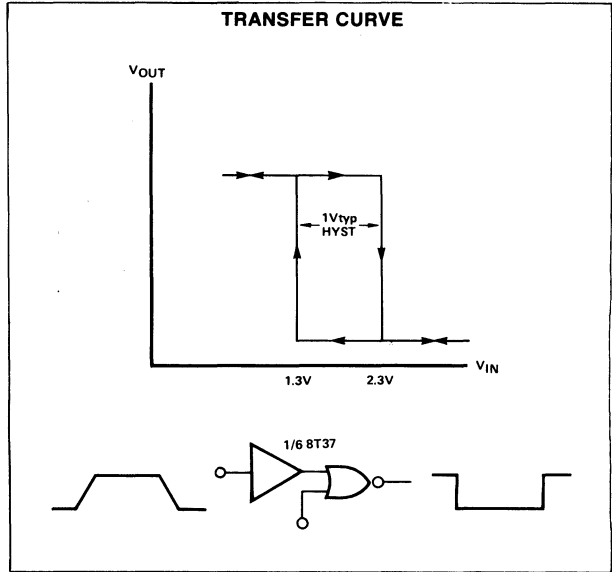 TRANSFER CURVE
VOUT
1Vtyp
HYST
VIN
1.3V
2.3V
1/6 8T37